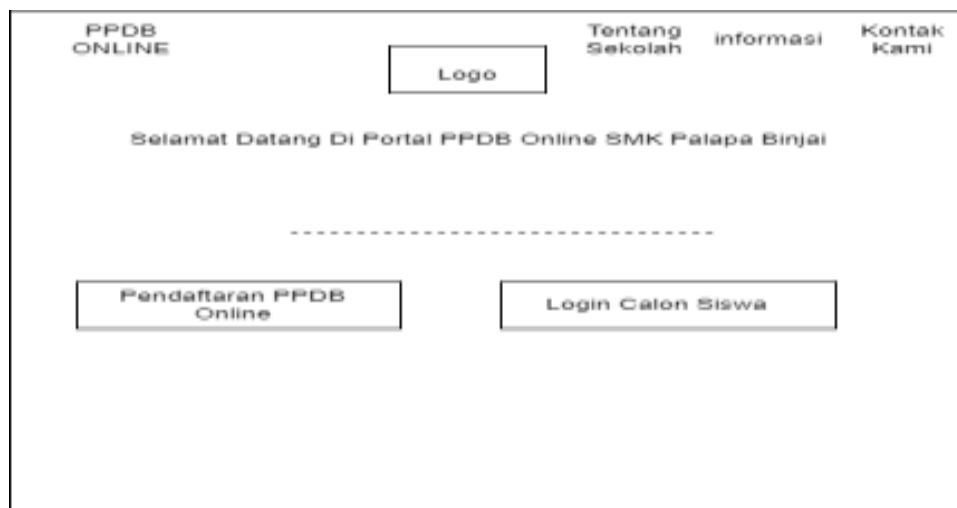 PPDB
ONLINE
Tentang
Sekolah
informasi
Kontak
Kami
Logo
Selamat Datang Di Portal PPDB Online SMK Palapa Binjai
--------------------------------
Pendaftaran PPDB
Online
Login Calon Siswa